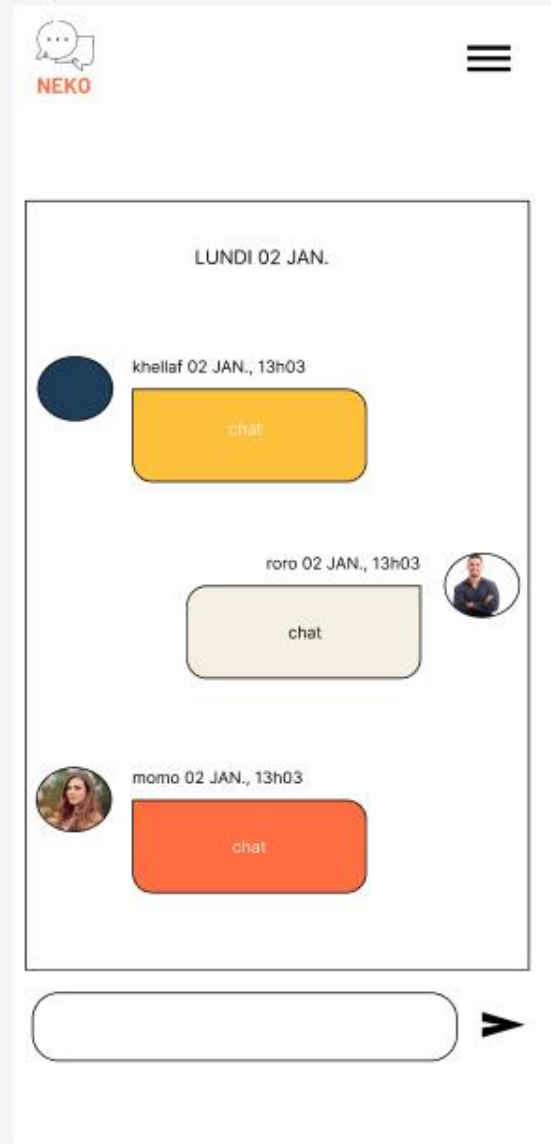 NEKO
LUNDI 02 JAN.
khellaf 02 JAN., 13h03
chat
roro 02 JAN., 13h03
chat
momo 02 JAN., 13h03
chat